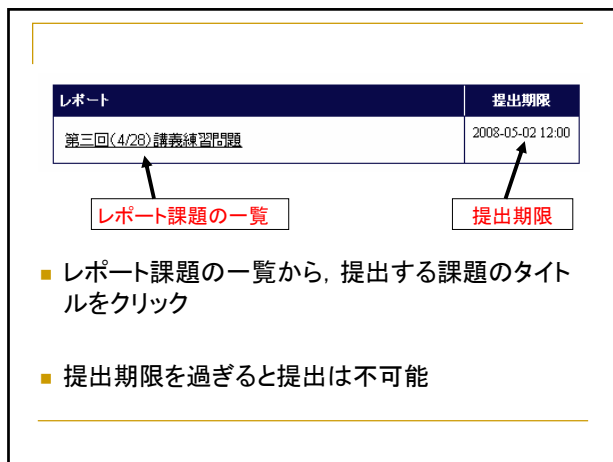 レポート 提出期限
第三回(4/28)講義練習問題 2008-05-02 12:00
レポート課題の一覧 提出期限
レポート課題の一覧から，提出する課題のタイト
ルをクリック
提出期限を過ぎると提出は不可能